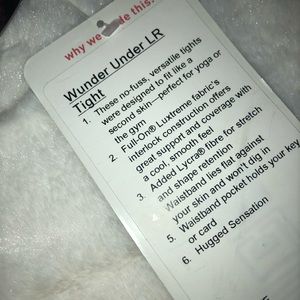 why we made this:
Wunder Under LR
Tight
1. These no-fuss, versatile tights
were designed to fit like a
second skin—perfect for yoga or
the gym
2. Full-On® Luxtreme fabric's
interlock construction offers
great support and coverage with
a cool, smooth feel
3. Added Lycra® fibre for stretch
and shape retention
Waistband lies flat against
your skin and won't dig in
5. Waistband pocket holds your key
or card
6. Hugged Sensation